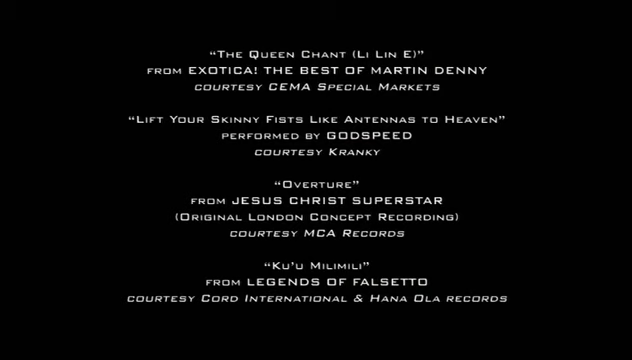 "The Queen Chant (Li Lin E)"
from EXOTICA! THE BEST OF MARTIN DENNY
courtesy CEMA Special Markets
"Lift Your Skinny Fists Like Antennas to Heaven"
performed by GODSPEED
courtesy Kranky
"Overture"
from JESUS CHRIST SUPERSTAR
(Original London Concept Recording)
courtesy MCA Records
"Ku'u Milimili"
from LEGENDS OF FALSETTO
courtesy Cord International & Hana Ola records